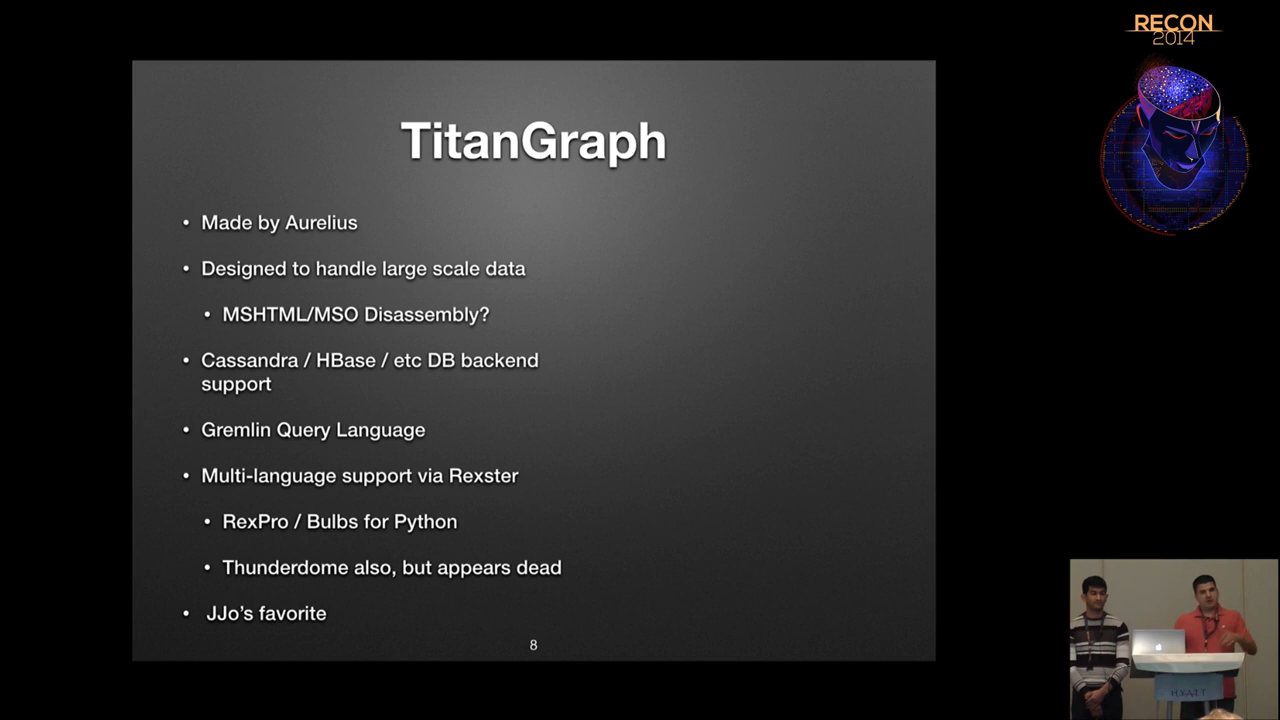 RECON
2014
TitanGraph
• Made by Aurelius
• Designed to handle large scale data
• MSHTML/MSO Disassembly?
• Cassandra / HBase / etc DB backend
support
• Gremlin Query Language
• Multi-language support via Rexster
• RexPro / Bulbs for Python
• Thunderdome also, but appears dead
• JJo's favorite
8
HYATT